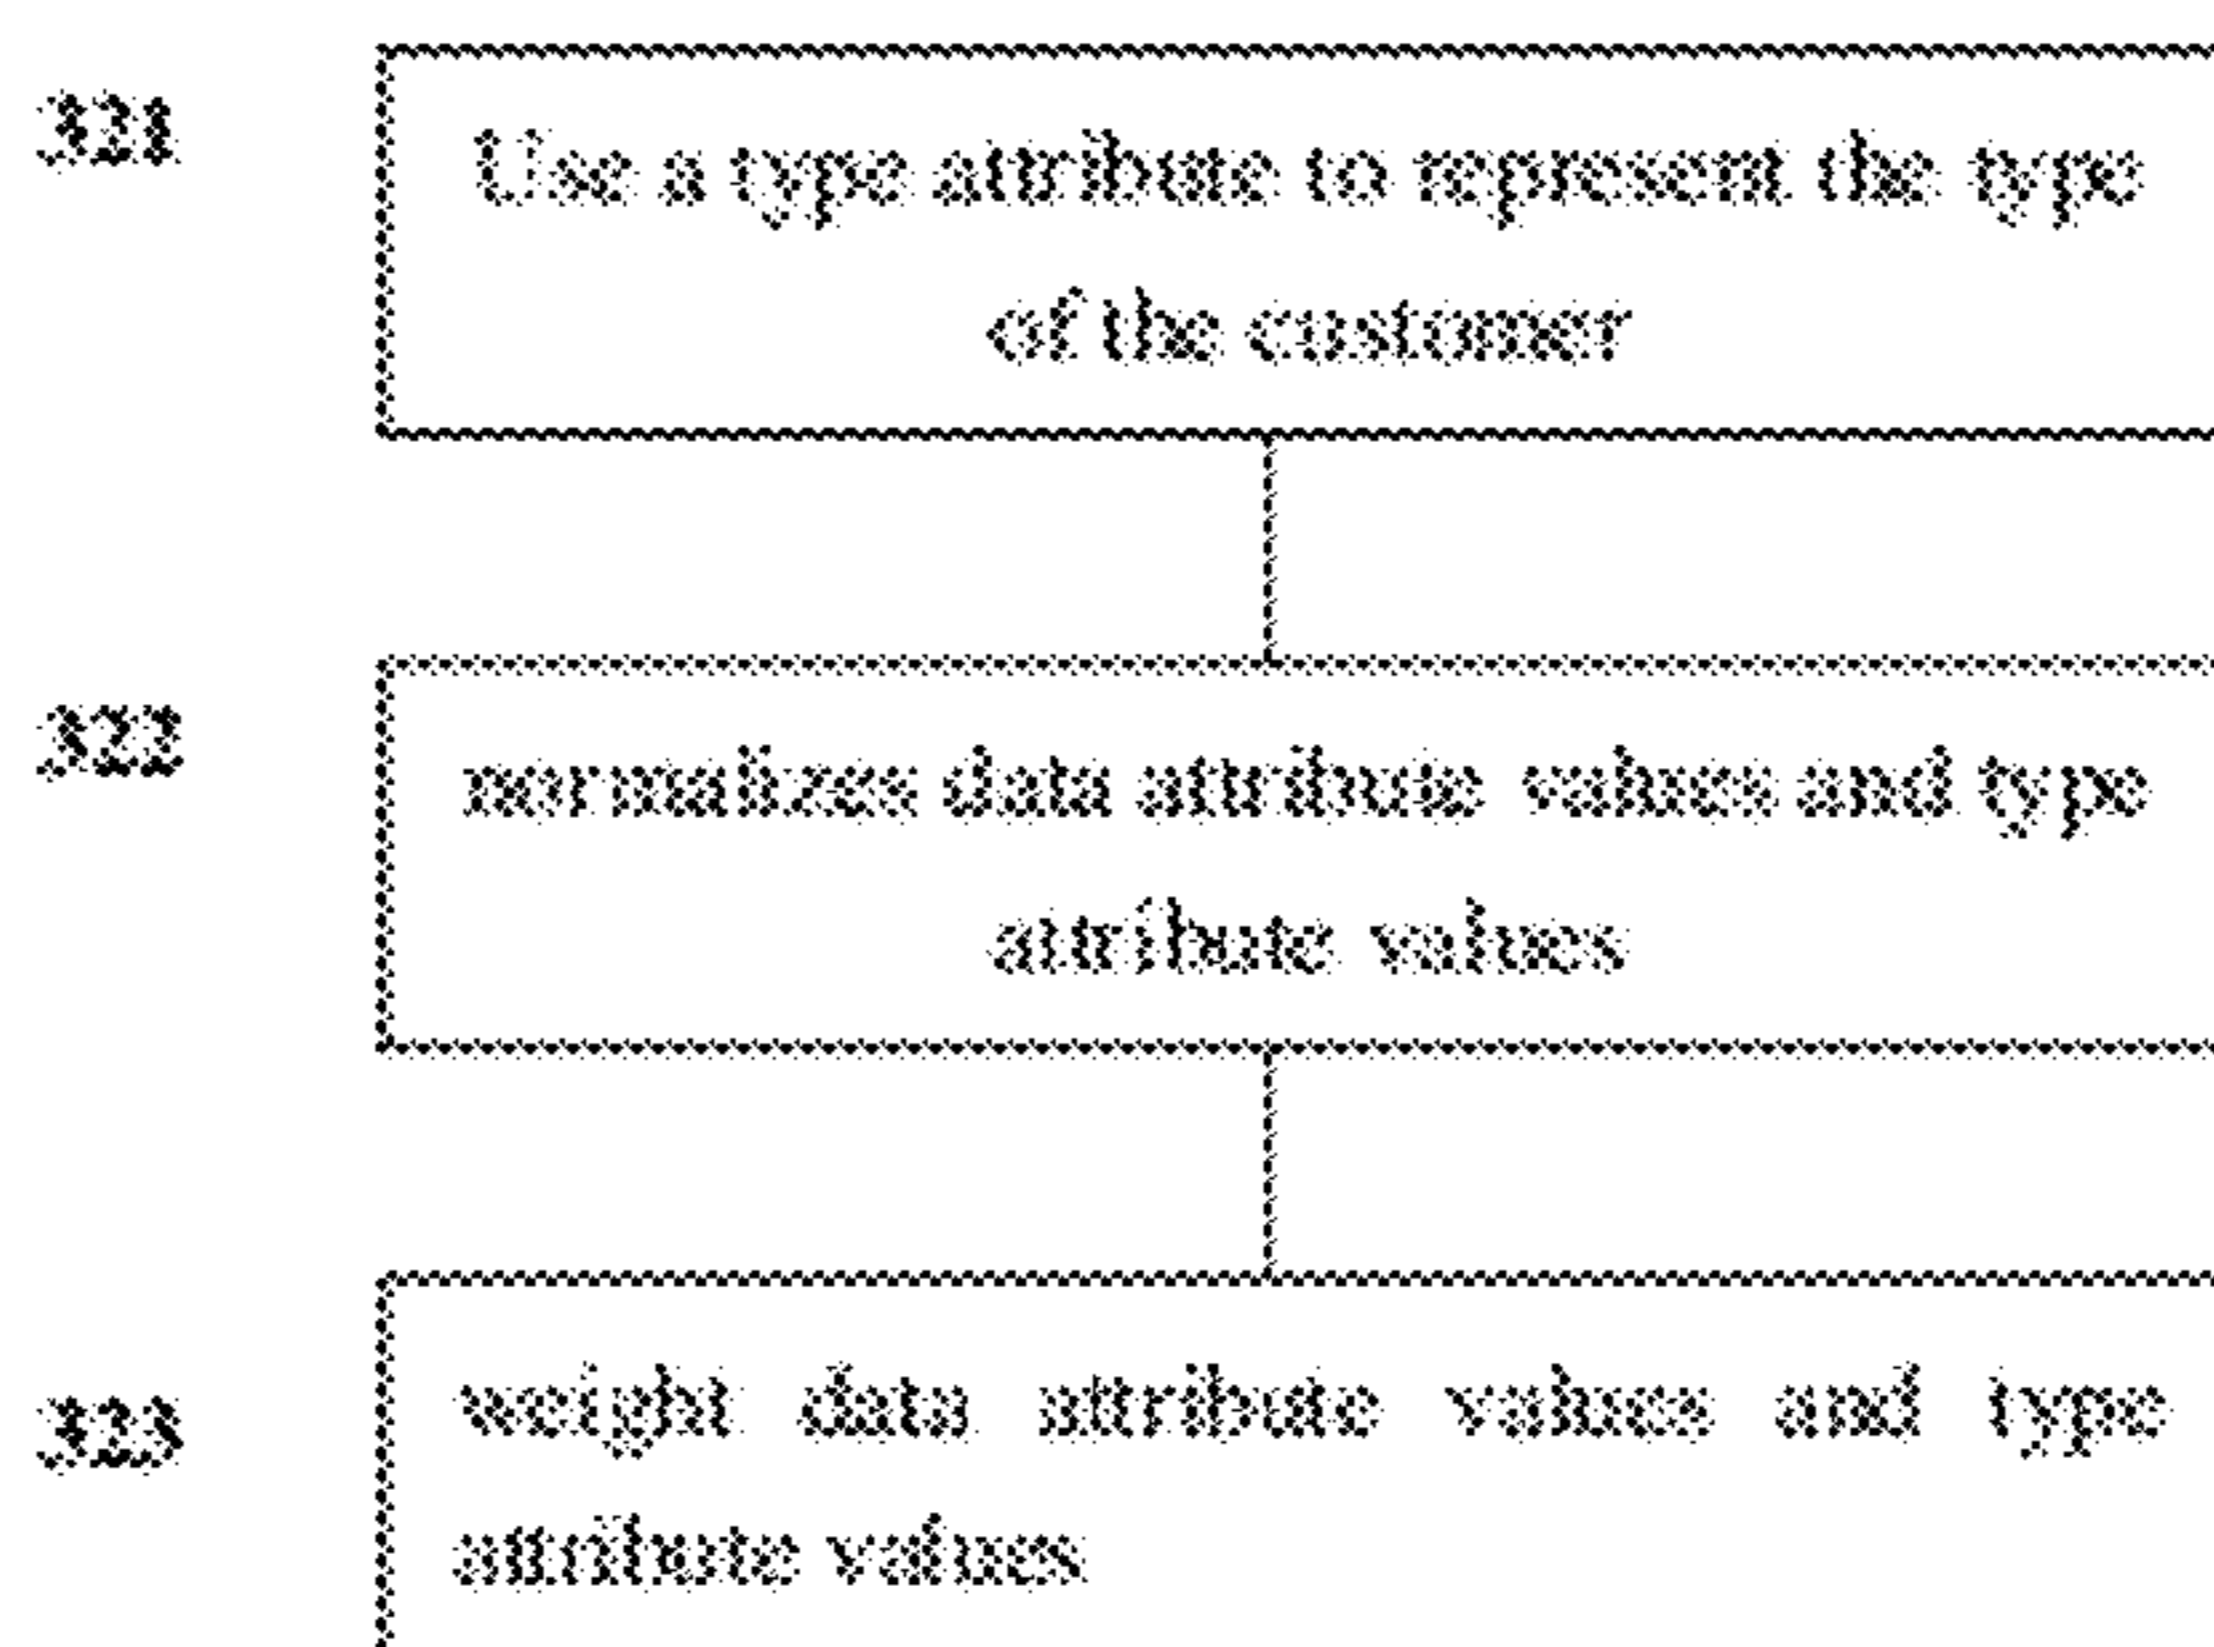 321
Use a type attribute to represent the type
of the customer
322
normalizes data attribute values and type
attribute values
323
weight data attribute values and type
attribute values